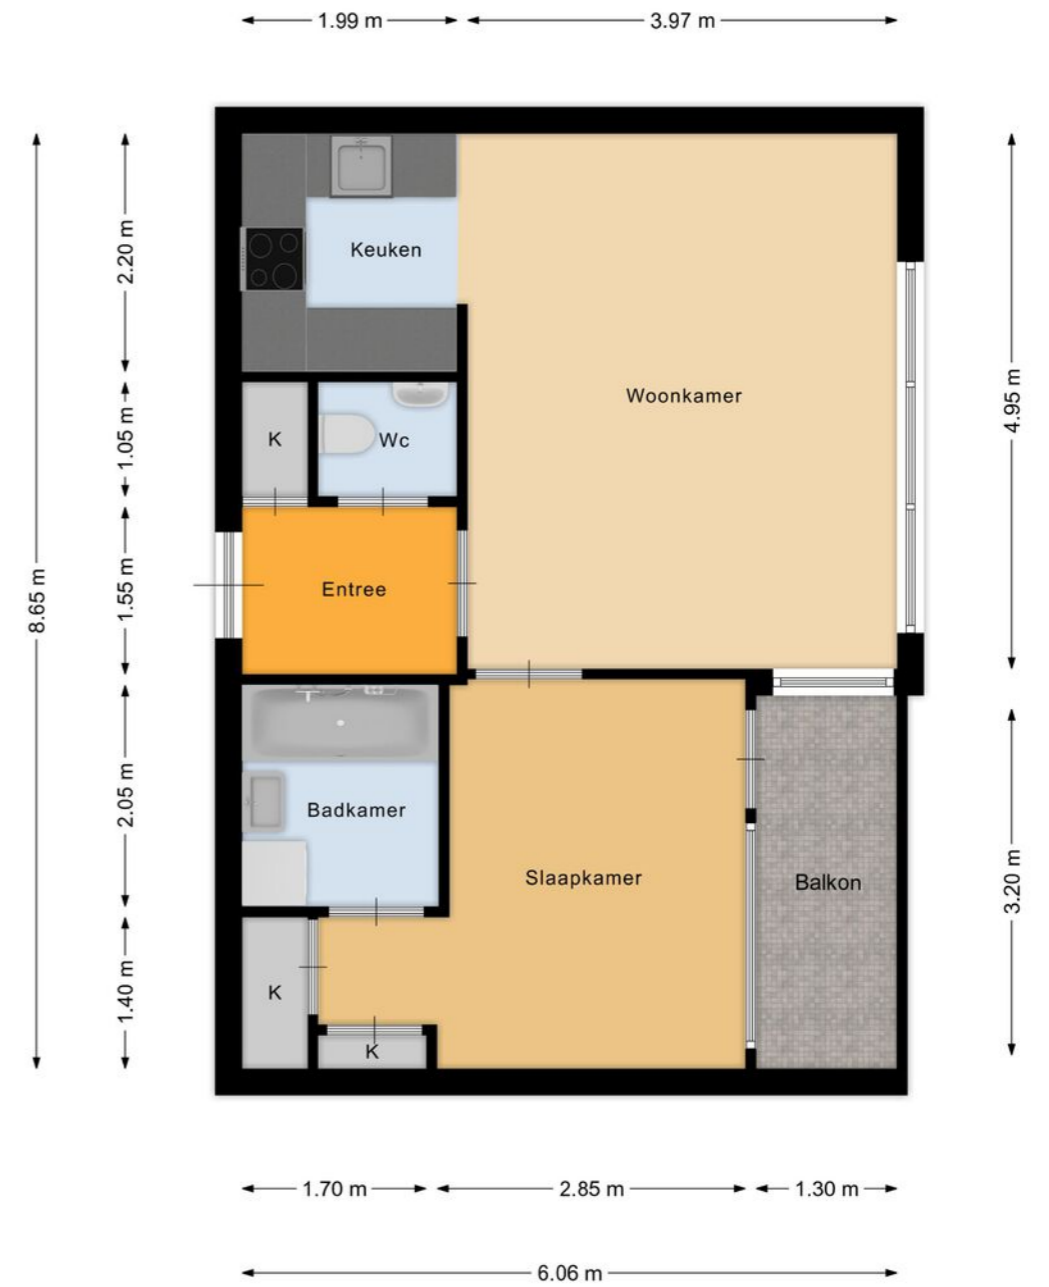 1.99 m
3.97 m
8.65 m
2.20 m
1.05 m
1.55 m
2.05 m
1.40 m
Keuken
Woonkamer
K
Wc
Entree
Badkamer
Slaapkamer
Balkon
K
K
4.95 m
3.20 m
1.70 m
2.85 m
1.30 m
6.06 m